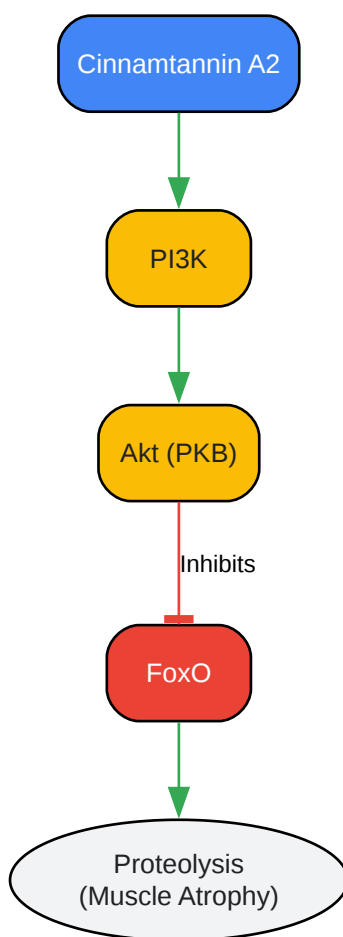 Cinnamtannin A2
PI3K
Akt (PKB)
Inhibits
FoxO
Proteolysis
(Muscle Atrophy)